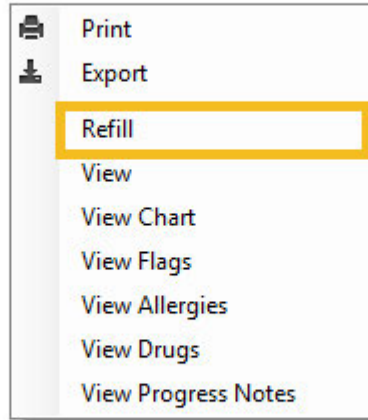 Print
Export
Refill
View
View Chart
View Flags
View Allergies
View Drugs
View Progress Notes